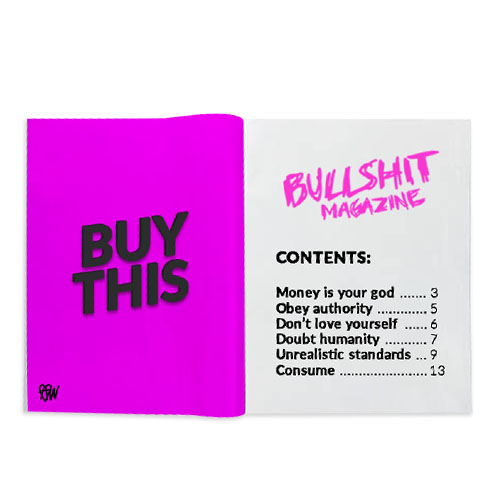 BUY
THIS
BULLSHIT
MAGAZINE
CONTENTS:
Money is your god ....... 3
Obey authority ............. 5
Don't love yourself ...... 6
Doubt humanity .......... 7
Unrealistic standards ... 9
Consume ...................... 13